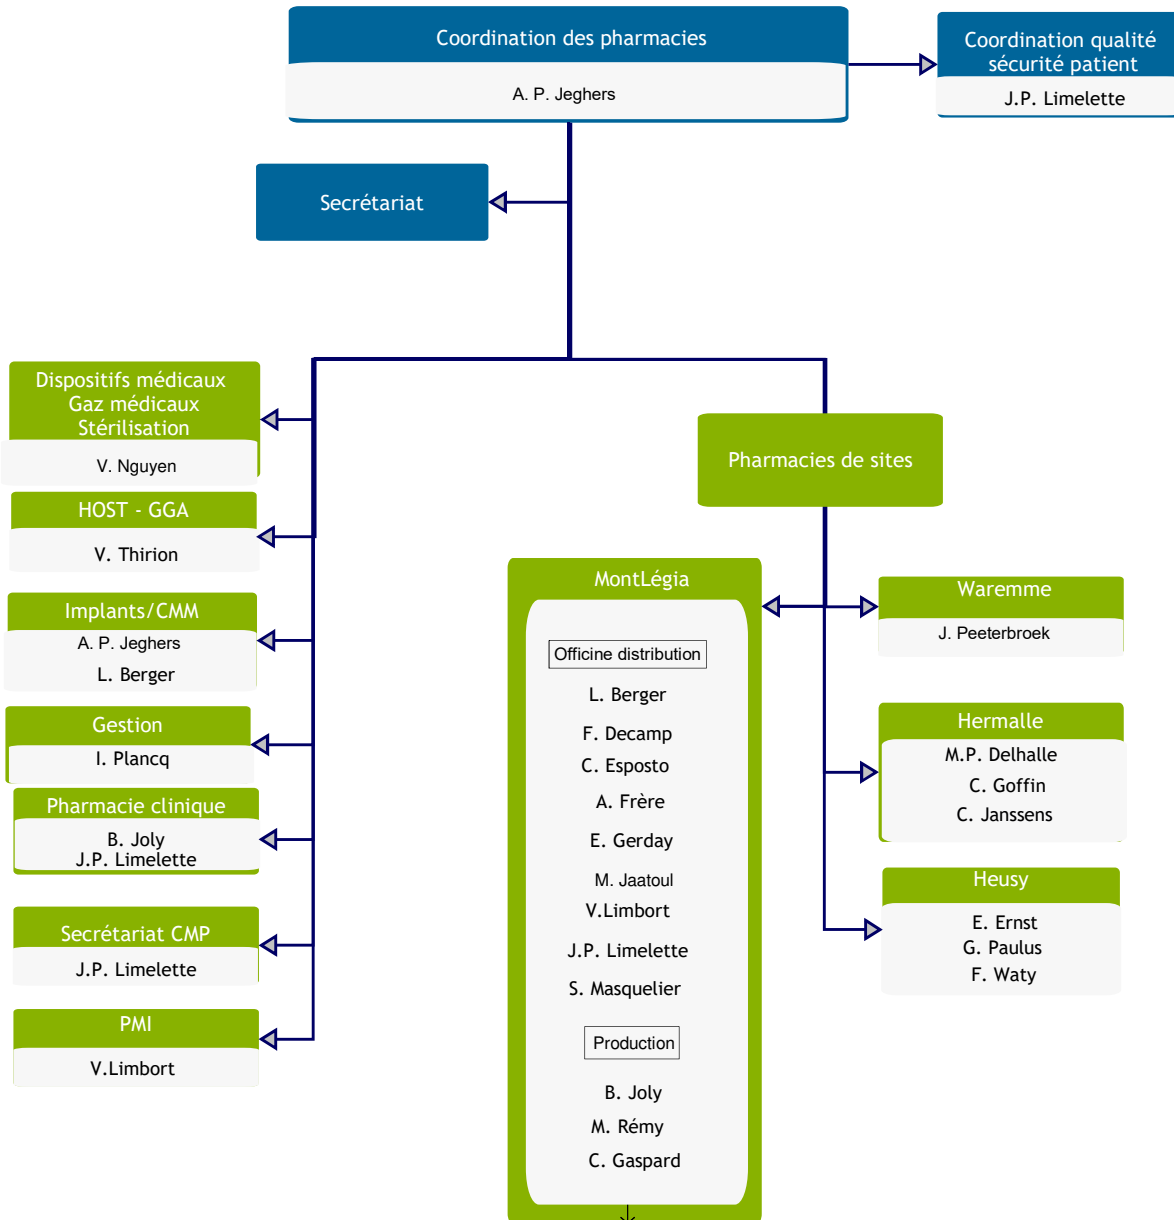 Coordination des pharmacies
A. P. Jeghers
Coordination qualité
sécurité patient
J.P. Limelette
Secrétariat
Dispositifs médicaux
Gaz médicaux
Stérilisation
V. Nguyen
HOST - GGA
V. Thirion
Implants/CMM
A. P. Jeghers
L. Berger
Gestion
I. Plancq
Pharmacie clinique
B. Joly
J.P. Limelette
Secrétariat CMP
J.P. Limelette
PMI
V.Limbort
Pharmacies de sites
MontLégia
Officine distribution
L. Berger
F. Decamp
C. Esposto
A. Frère
E. Gerday
M. Jaatoul
V.Limbort
J.P. Limelette
S. Masquelier
Production
B. Joly
M. Rémy
C. Gaspard
Waremme
J. Peeterbroek
Hermalle
M.P. Delhalle
C. Goffin
C. Janssens
Heusy
E. Ernst
G. Paulus
F. Waty